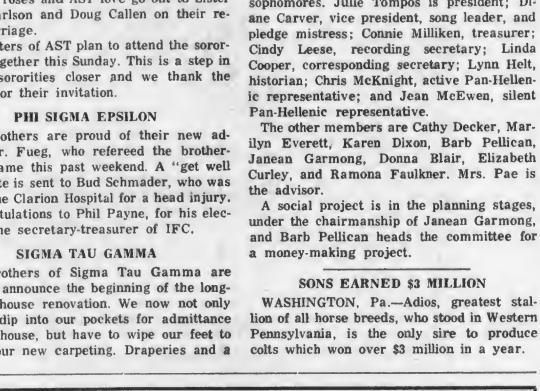 roses and AST love go out to Sister
arlson and Doug Callen on their re-
rriage.
ters of AST plan to attend the soror-
gether this Sunday. This is a step in
sororities closer and we thank the
or their invitation.
PHI SIGMA EPSILON
others are proud of their new ad-
r. Fueg, who refereed the brother-
ame this past weekend. A "get well
te is sent to Bud Schmader, who was
ne Clarion Hospital for a head injury.
tulations to Phil Payne, for his elec-
ne secretary-treasurer of IFC.
SIGMA TAU GAMMA
rothers of Sigma Tau Gamma are
announce the beginning of the long-
house renovation. We now not only
dip into our pockets for admittance
house, but have to wipe our feet to
our new carpeting. Draperies and a
sophomores. Julie Tompos is president; Di-
ane Carver, vice president, song leader, and
pledge mistress; Connie Milliken, treasurer;
Cindy Leese, recording secretary; Linda
Cooper, corresponding secretary; Lynn Helt,
historian; Chris McKnight, active Pan-Hellen-
ic representative; and Jean McEwen, silent
Pan-Hellenic representative.
The other members are Cathy Decker, Mar-
ilyn Everett, Karen Dixon, Barb Pellican,
Janean Garmong, Donna Blair, Elizabeth
Curley, and Ramona Faulkner. Mrs. Pae is
the advisor.
A social project is in the planning stages,
under the chairmanship of Janean Garmong,
and Barb Pellican heads the committee for
a money-making project.
SONS EARNED $3 MILLION
WASHINGTON, Pa.—Adios, greatest stal-
lion of all horse breeds, who stood in Western
Pennsylvania, is the only sire to produce
colts which won over $3 million in a year.